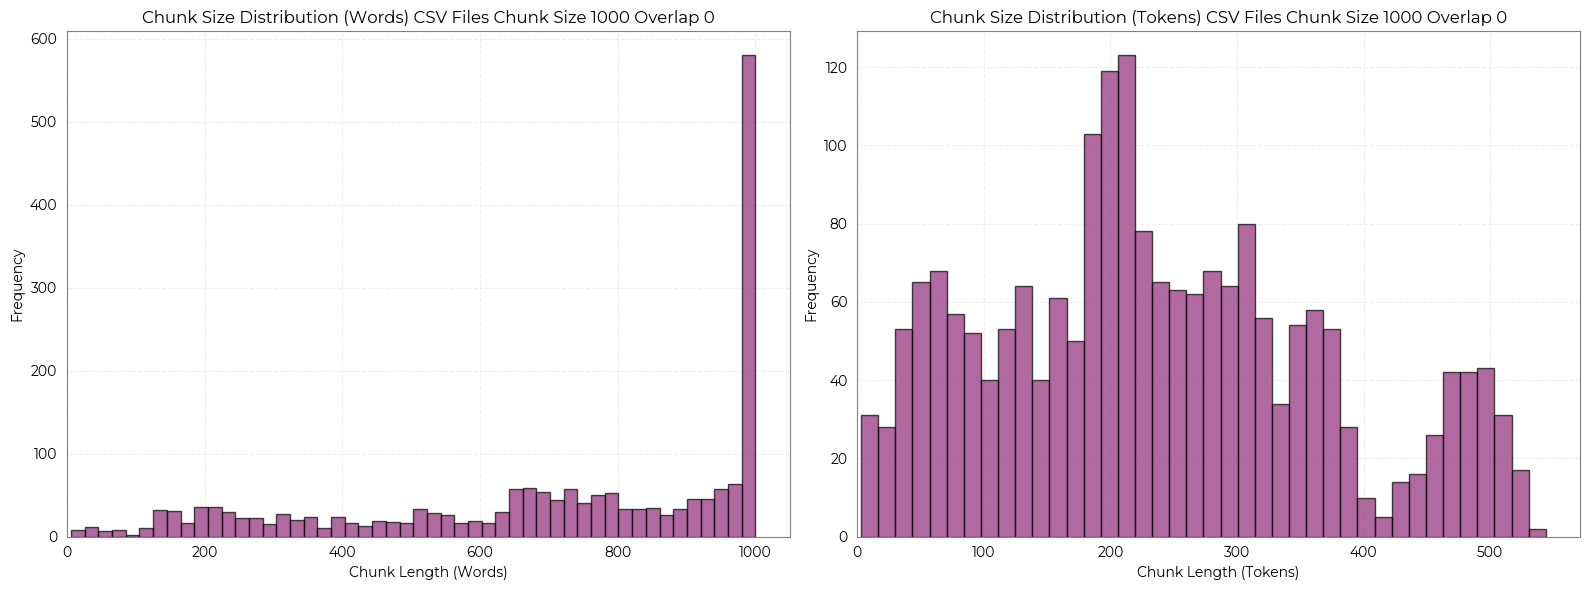 Chunk Size Distribution (Words) CSV Files Chunk Size 1000 Overlap 0
600
500
400
300
200
100
0
Frequency
0 200 400 600 800 1000
Chunk Length (Words)
Chunk Size Distribution (Tokens) CSV Files Chunk Size 1000 Overlap 0
120
100
80
60
40
20
0
Frequency
0 100 200 300 400 500
Chunk Length (Tokens)